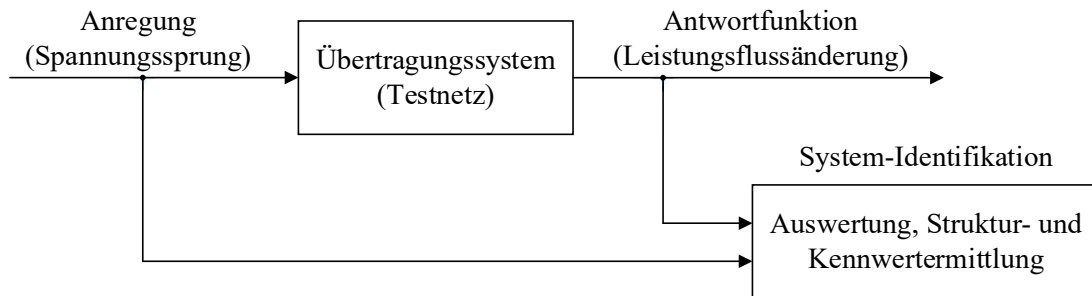 Anregung
(Spannungssprung)
Übertragungssystem
(Testnetz)
Antwortfunktion
(Leistungsflussänderung)
System-Identifikation
Auswertung, Struktur- und
Kennwertermittlung